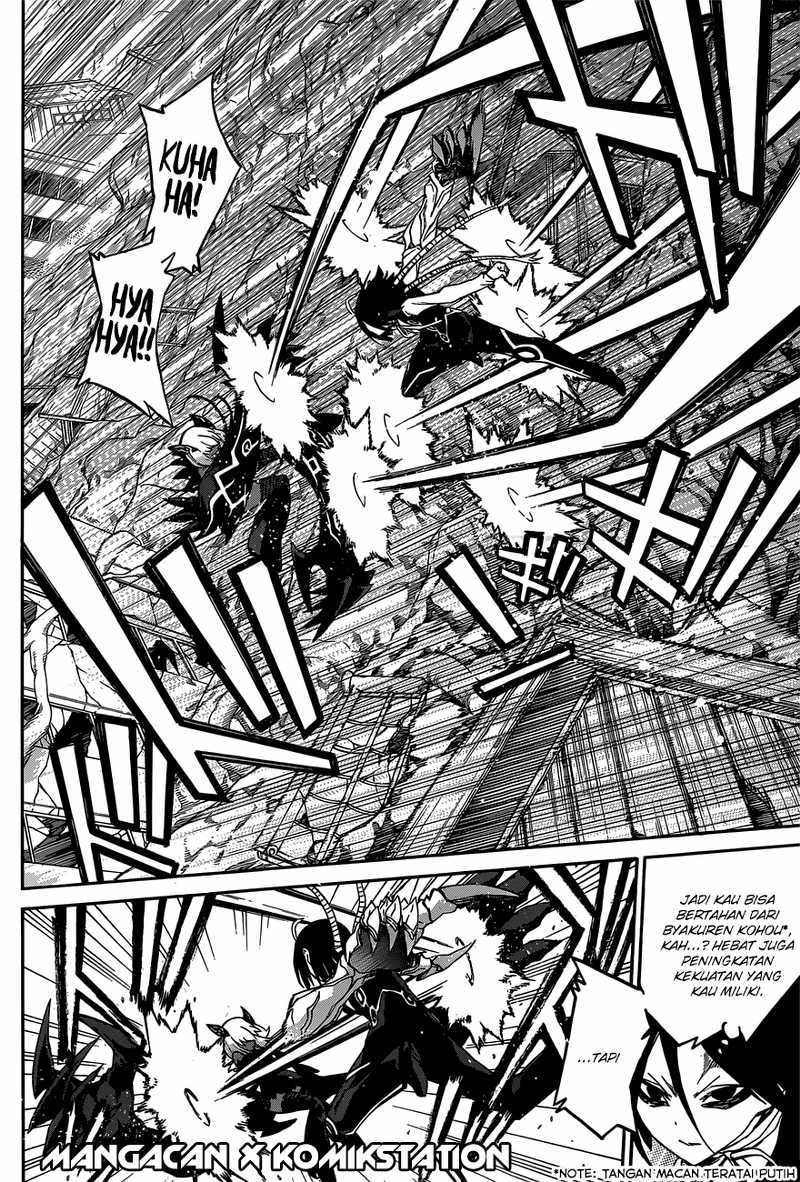 KUHA
HA!
HYA
HYA!!
JADI KAU BISA
BERTAHAN DARI
BYAKUREN KOHOU*,
KAH...? HEBAT JUGA
PENINGKATAN
KEKUATAN YANG
KAU MILIKI.
...TAPI
MANGACAN X KOMIKSTATION
*NOTE: TANGAN MACAN TERATAI PUTIH